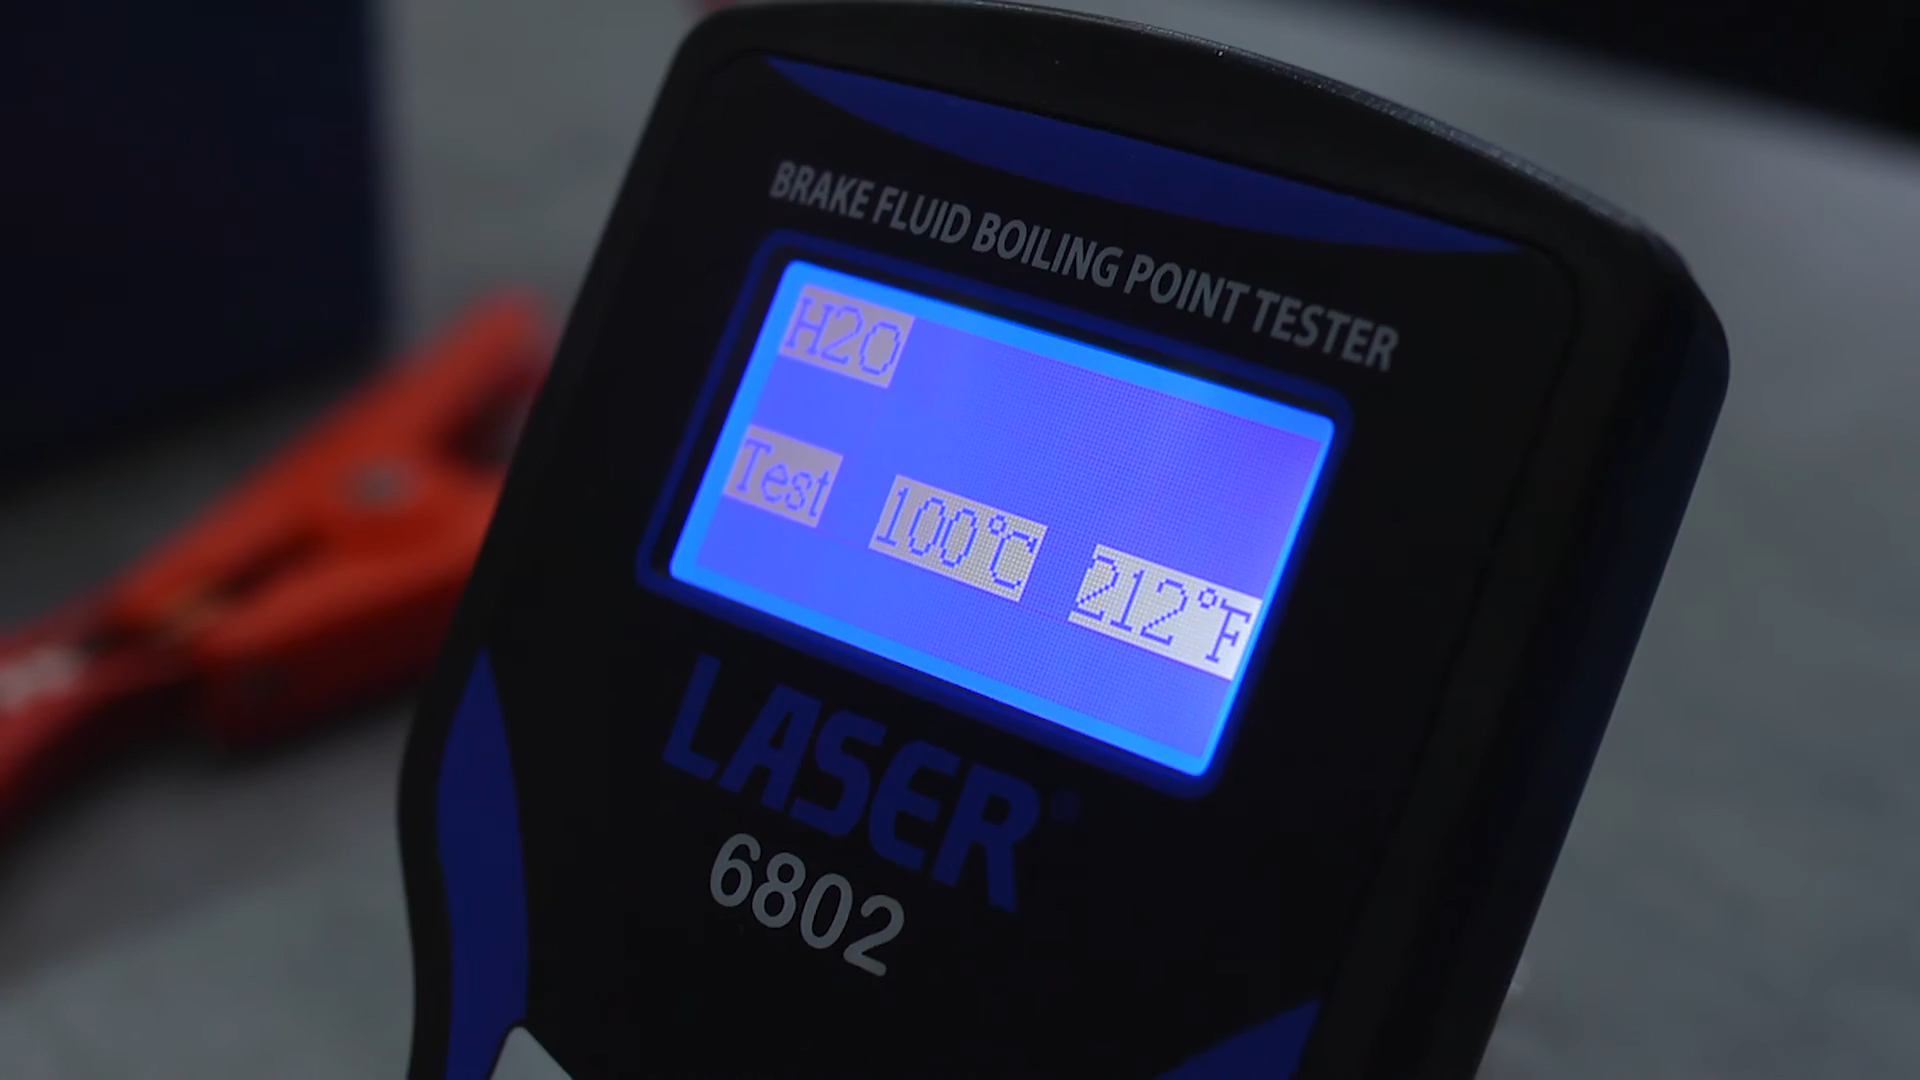 BRAKE FLUID BOILING POINT TESTER
H2O
Test 100°C 212°F
LASER®
6802